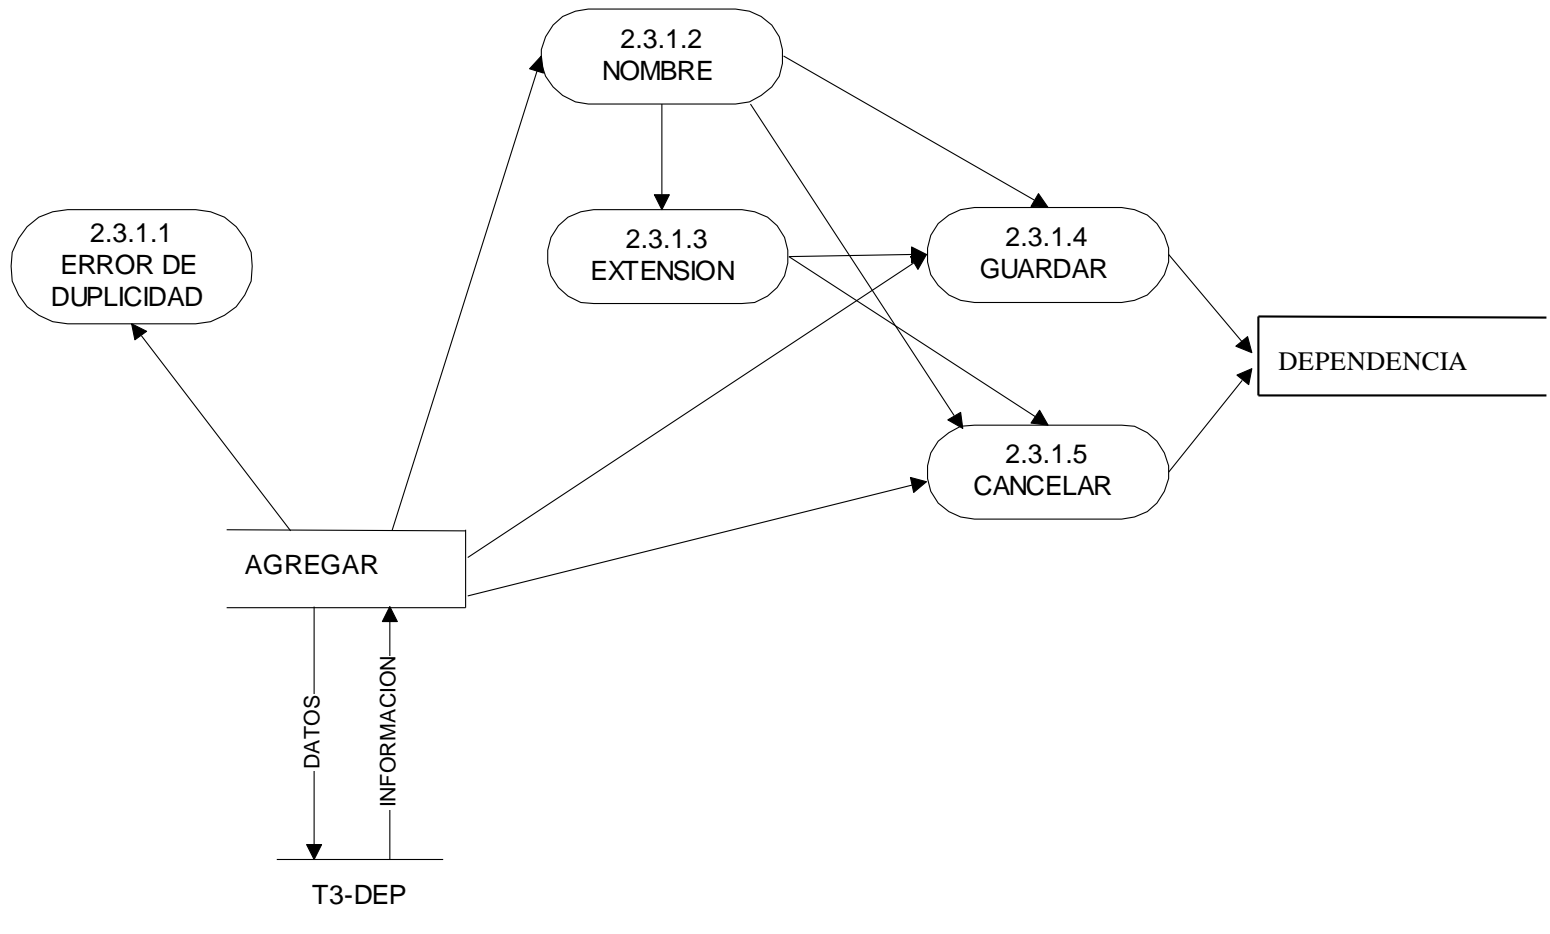 2.3.1.2
NOMBRE
2.3.1.1
ERROR DE
DUPLICIDAD
2.3.1.3
EXTENSION
2.3.1.4
GUARDAR
DEPENDENCIA
2.3.1.5
CANCELAR
AGREGAR
DATOS
INFORMACION
T3-DEP